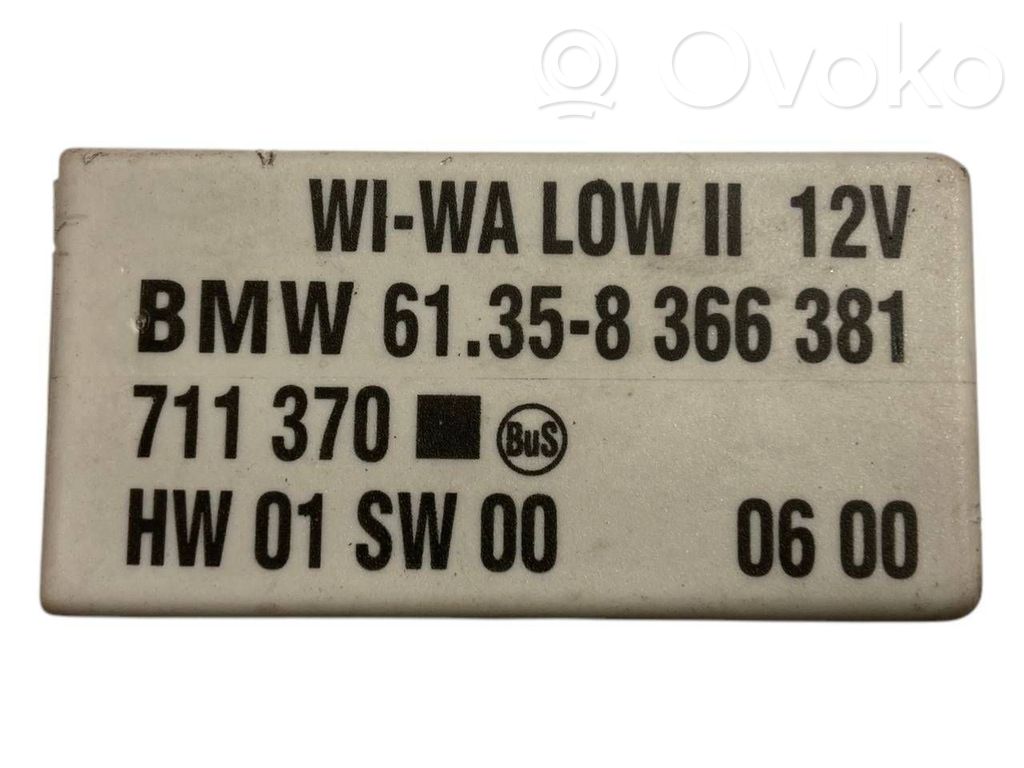 Ovoko
WI-WA LOW II 12V
BMW 61.35-8 366 381
711 370 BuS
HW 01 SW 00 06 00